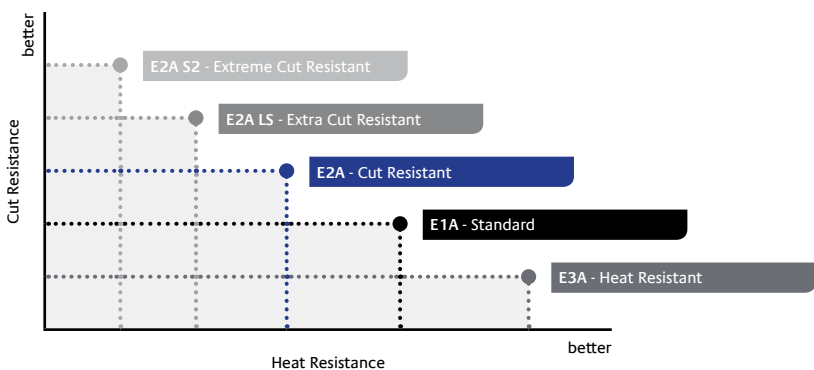 better
Cut Resistance
E2A S2 - Extreme Cut Resistant
E2A LS - Extra Cut Resistant
E2A - Cut Resistant
E1A - Standard
E3A - Heat Resistant
better
Heat Resistance